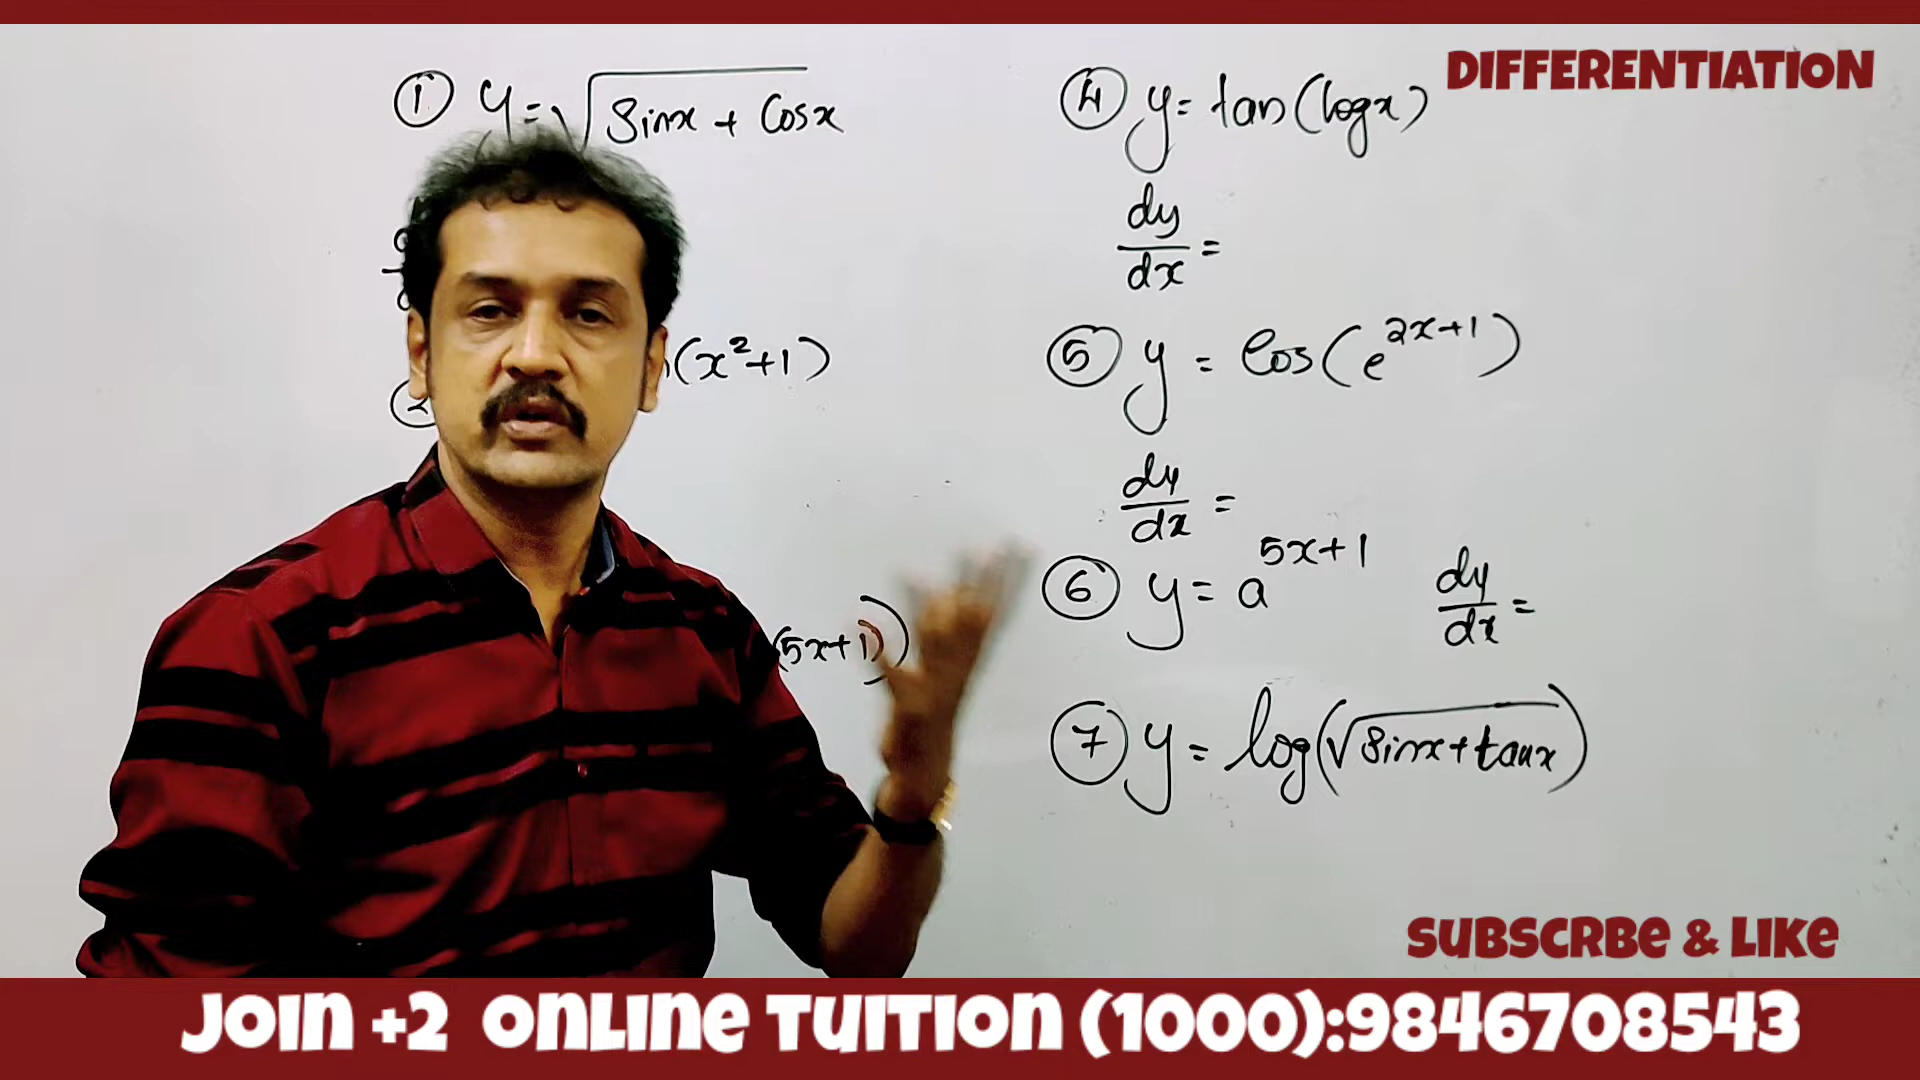 DIFFERENTIATION
① y = √sinx + cosx
(x²+1)
(5x+1))
④ y = tan(logx)
dy/dx =
⑤ y = cos(e^2x+1)
dy/dx =
⑥ y = a^5x+1 dy/dx =
⑦ y = log(√sinx+tanx)
SUBSCRBE & LIKE
JOIN +2 ONLINE TUITION (1000):9846708543